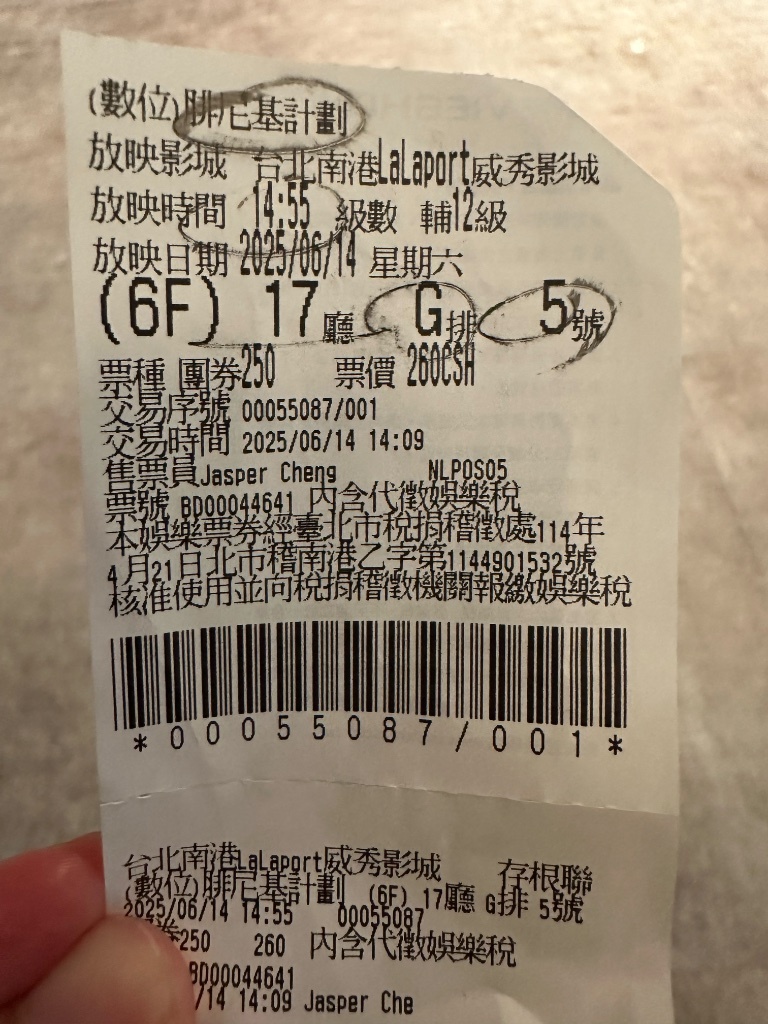 (數位)腓尼基計劃
放映影城 台北南港LaLaport威秀影城
放映時間 14:55 級數 輔12級
放映日期 2025/06/14 星期六
(6F) 17廳 G排 5號
票種 團券250 票價 260CSH
交易序號 00055087/001
交易時間 2025/06/14 14:09
售票員Jasper Cheng NLPOS05
票號 BD00044641 內含代徵娛樂稅
本娛樂票券經臺北市稅捐稽徵處114年
4月21日北市稽南港乙字第1144901532號
核准使用並向稅捐稽徵機關報繳娛樂稅
*00055087/001*
台北南港LaLaport威秀影城 存根聯
(數位)腓尼基計劃 (6F) 17廳 G排 5號
2025/06/14 14:55 00055087
券250 260 內含代徵娛樂稅
BD00044641
/14 14:09 Jasper Che